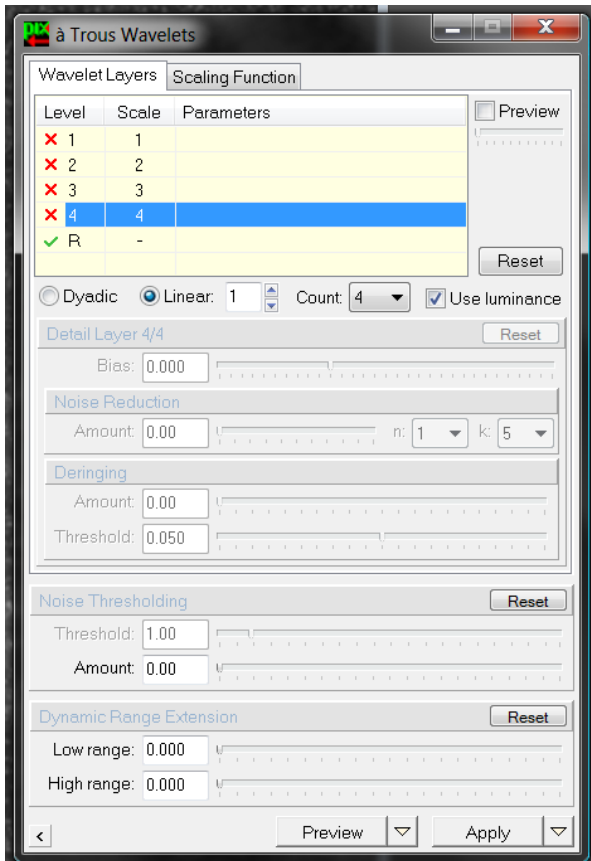 PIX à Trous Wavelets
Wavelet Layers Scaling Function
Level Scale Parameters
Preview
1 1
2 2
3 3
4 4
R -
Reset
Dyadic Linear: 1 Count: 4 Use luminance
Detail Layer 4/4 Reset
Bias: 0.000
Noise Reduction
Amount: 0.00 n: 1 k: 5
Deringing
Amount: 0.00
Threshold: 0.050
Noise Thresholding Reset
Threshold: 1.00
Amount: 0.00
Dynamic Range Extension Reset
Low range: 0.000
High range: 0.000
< Preview Apply